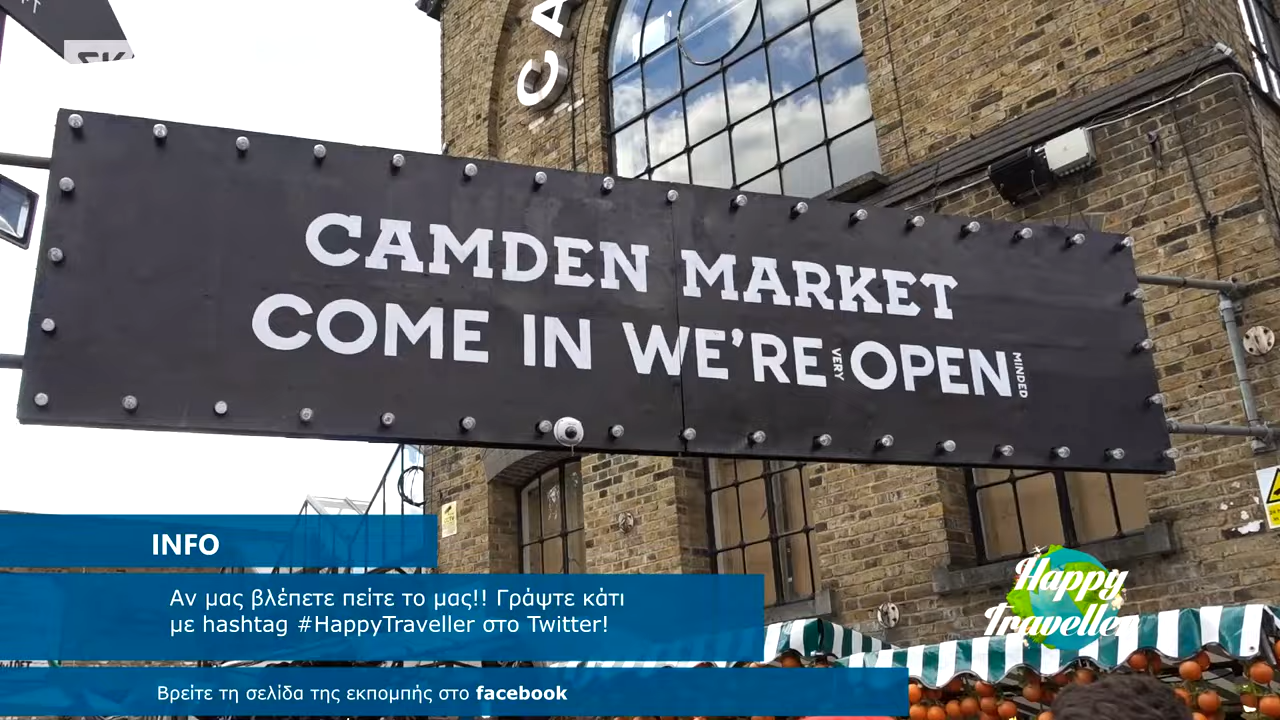 CA
CAMDEN MARKET
COME IN WE'RE VERY OPEN MINDED
INFO
Αν μας βλέπετε πείτε το μας!! Γράψτε κάτι
με hashtag #HappyTraveller στο Twitter!
Βρείτε τη σελίδα της εκπομπής στο facebook
Happy
Traveller